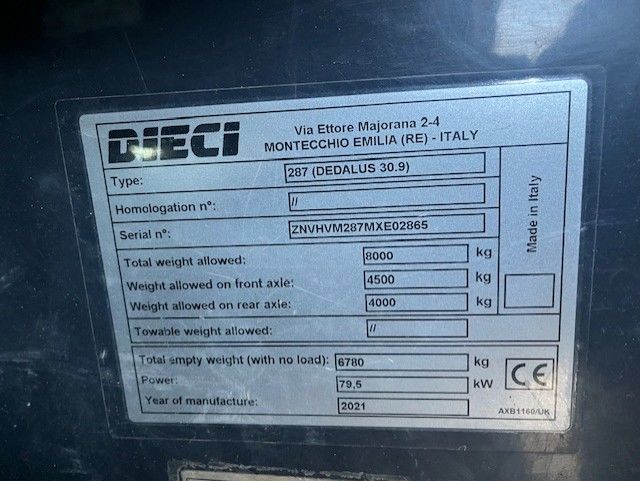 DIECI
Via Ettore Majorana 2-4
MONTECCHIO EMILIA (RE) - ITALY
Type: 287 (DEDALUS 30.9)
Homologation n°: //
Serial n°: ZNVHVM287MXE02865
Made in Italy
Total weight allowed: 8000 kg
Weight allowed on front axle: 4500 kg
Weight allowed on rear axle: 4000 kg
Towable weight allowed: //
Total empty weight (with no load): 6780 kg
Power: 79,5 kW
Year of manufacture: 2021
CE
AXB1160/UK